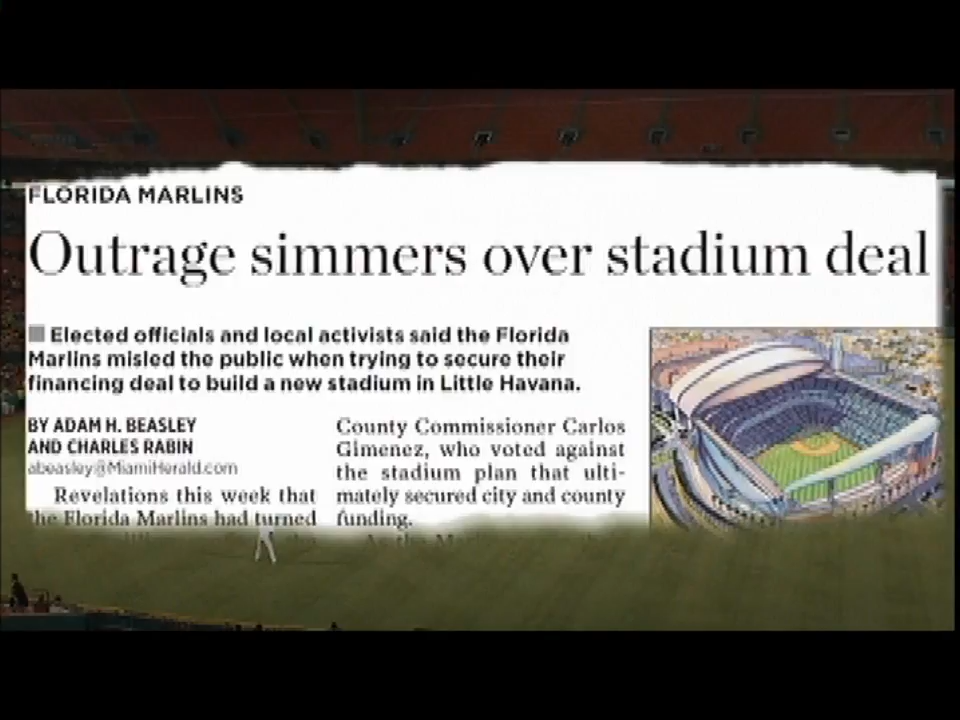 FLORIDA MARLINS
Outrage simmers over stadium deal
Elected officials and local activists said the Florida
Marlins misled the public when trying to secure their
financing deal to build a new stadium in Little Havana.
BY ADAM H. BEASLEY
AND CHARLES RABIN
abeasley@MiamiHerald.com
Revelations this week that
the Florida Marlins had turned
County Commissioner Carlos
Gimenez, who voted against
the stadium plan that ulti-
mately secured city and county
funding.